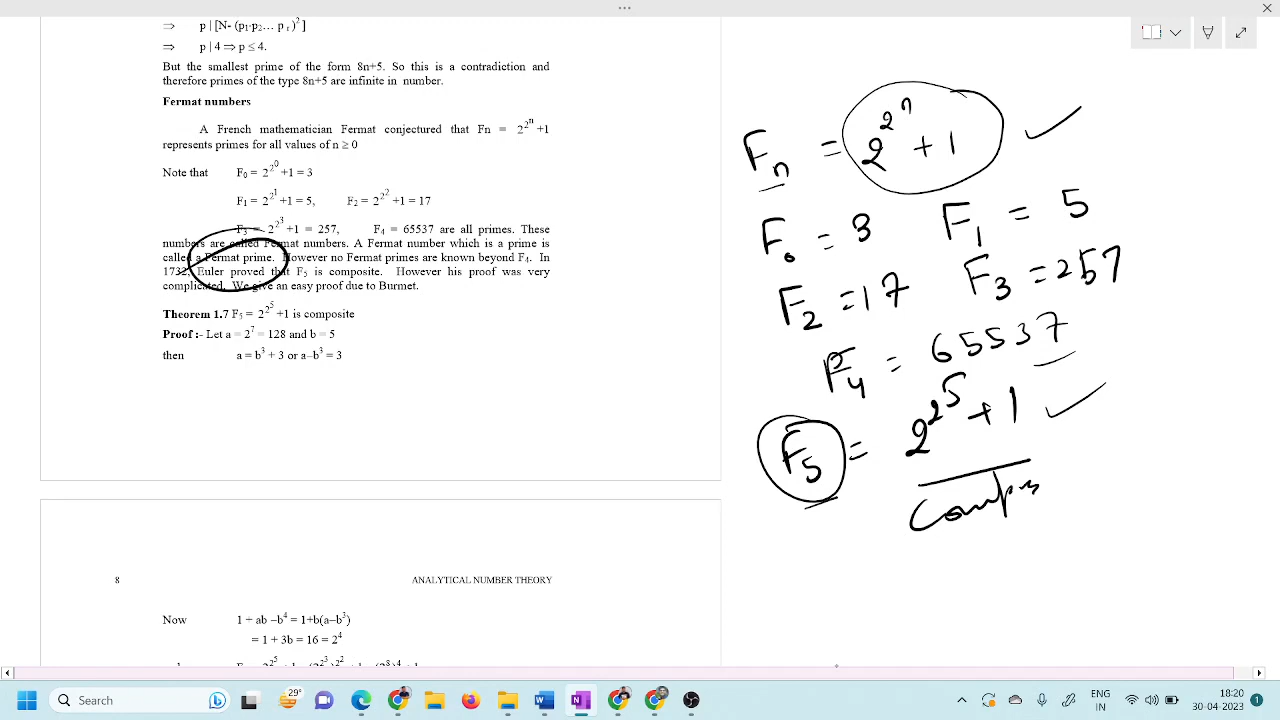 ⇒ p | [N- (p1.p2… p r)²]
⇒ p | 4 ⇒ p ≤ 4.
But the smallest prime of the form 8n+5. So this is a contradiction and
therefore primes of the type 8n+5 are infinite in number.
Fermat numbers
A French mathematician Fermat conjectured that Fn = 2^2^n +1
represents primes for all values of n ≥ 0
Note that F0 = 2^2^0 +1 = 3
F1 = 2^2^1 +1 = 5, F2 = 2^2^2 +1 = 17
F3 = 2^2^3 +1 = 257, F4 = 65537 are all primes. These
numbers are called Fermat numbers. A Fermat number which is a prime is
called a Fermat prime. However no Fermat primes are known beyond F4. In
1732, Euler proved that F5 is composite. However his proof was very
complicated. We give an easy proof due to Burmet.
Theorem 1.7 F5 = 2^2^5 +1 is composite
Proof :- Let a = 2^7 = 128 and b = 5
then a = b³ + 3 or a–b³ = 3
8 ANALYTICAL NUMBER THEORY
Now 1 + ab –b⁴ = 1+b(a–b³)
= 1 + 3b = 16 = 2⁴
Fn = 2^2^n + 1
F0 = 3 F1 = 5
F2 = 17 F3 = 257
F4 = 65537
F5 = 2^2^5 + 1
Search
29°
ENG
IN
18:20
30-08-2023
1